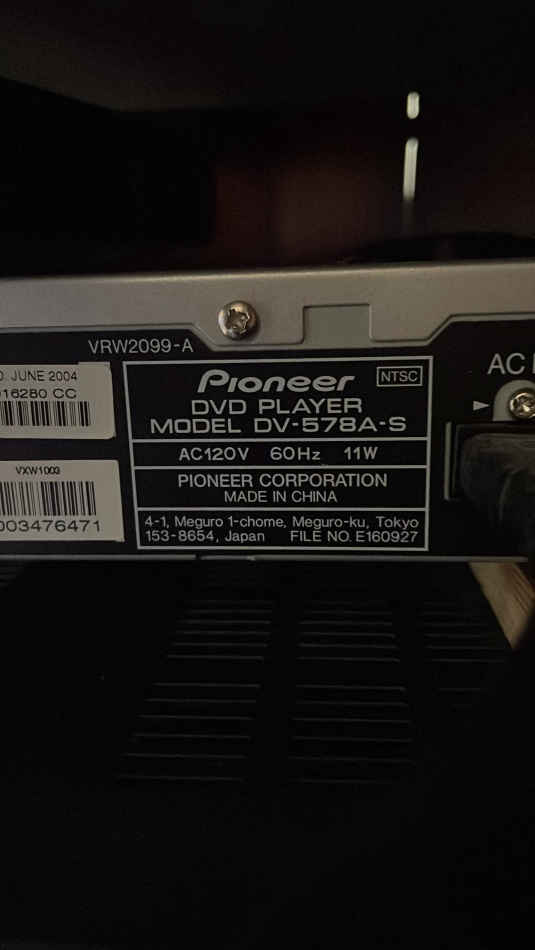 VRW2099-A
JUNE 2004
16280 CC
VXW1003
003476471
Pioneer NTSC
DVD PLAYER
MODEL DV-578A-S
AC120V 60Hz 11W
PIONEER CORPORATION
MADE IN CHINA
4-1, Meguro 1-chome, Meguro-ku, Tokyo
153-8654, Japan FILE NO. E160927
AC